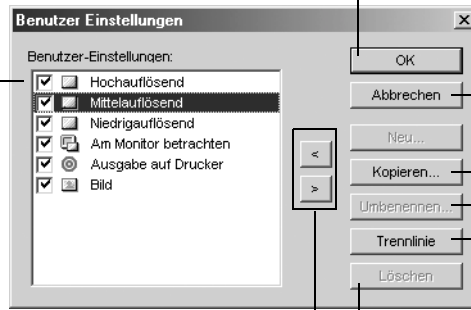 Benutzer Einstellungen
Benutzer-Einstellungen:
Hochauflösend
Mittelauflösend
Niedrigauflösend
Am Monitor betrachten
Ausgabe auf Drucker
Bild
<
>
OK
Abbrechen
Neu...
Kopieren...
Umbenennen...
Trennlinie
Löschen